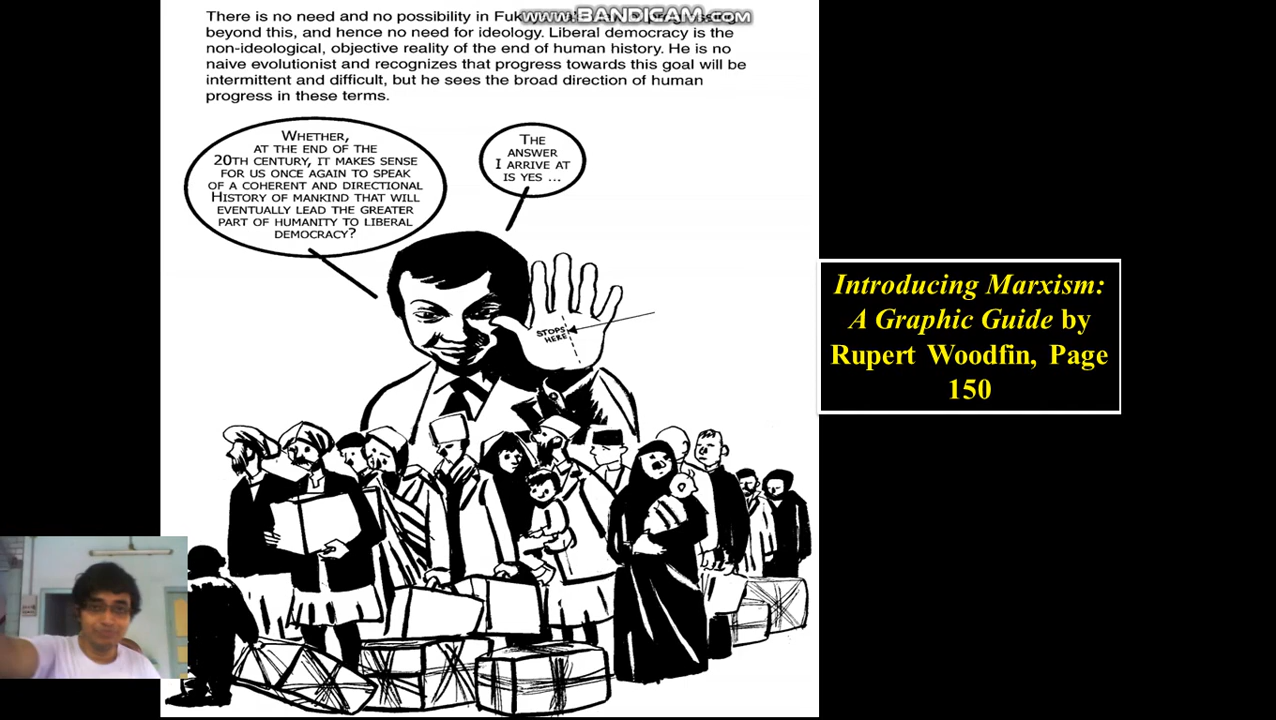 There is no need and no possibility in
www.BANDICAM.com
beyond this, and hence no need for ideology. Liberal democracy is the
non-ideological, objective reality of the end of human history. He is no
naive evolutionist and recognizes that progress towards this goal will be
intermittent and difficult, but he sees the broad direction of human
progress in these terms.
WHETHER,
AT THE END OF THE
20TH CENTURY, IT MAKES SENSE
FOR US ONCE AGAIN TO SPEAK
OF A COHERENT AND DIRECTIONAL
HISTORY OF MANKIND THAT WILL
EVENTUALLY LEAD THE GREATER
PART OF HUMANITY TO LIBERAL
DEMOCRACY?
THE
ANSWER
I ARRIVE AT
IS YES ...
STOPS
HERE
Introducing Marxism:
A Graphic Guide by
Rupert Woodfin, Page
150